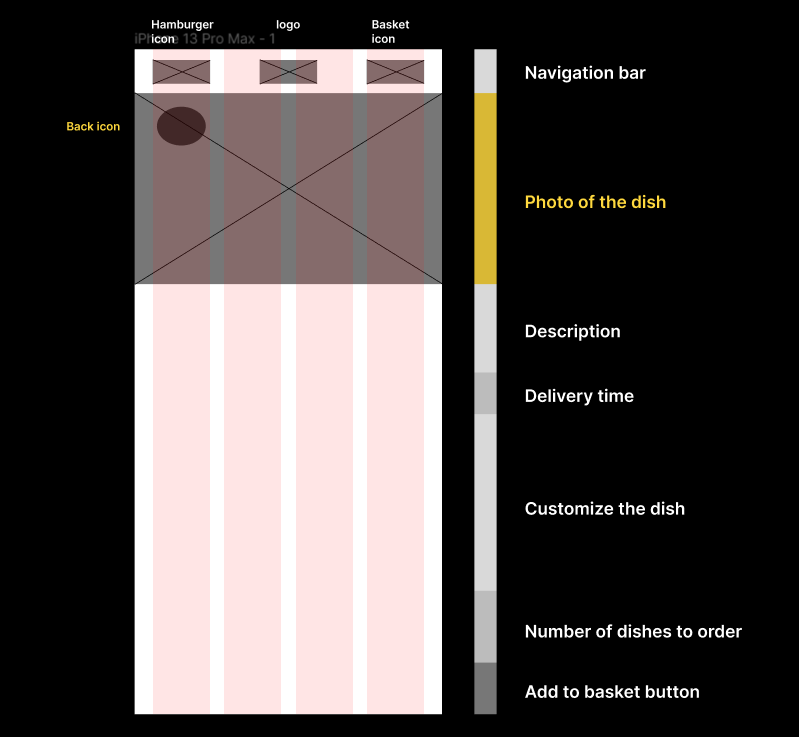 Hamburger
icon
logo
Basket
icon
iPhone 13 Pro Max - 1
Navigation bar
Back icon
Photo of the dish
Description
Delivery time
Customize the dish
Number of dishes to order
Add to basket button